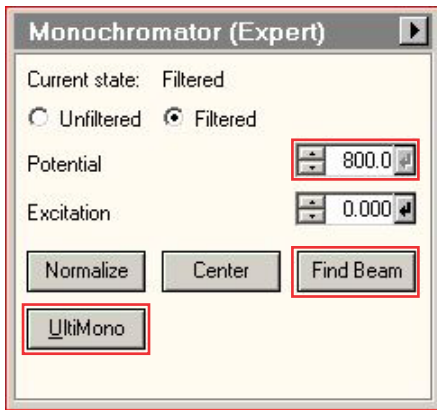 Monochromator (Expert)
Current state: Filtered
Unfiltered Filtered
Potential 800.0
Excitation 0.000
Normalize Center Find Beam
UltiMono